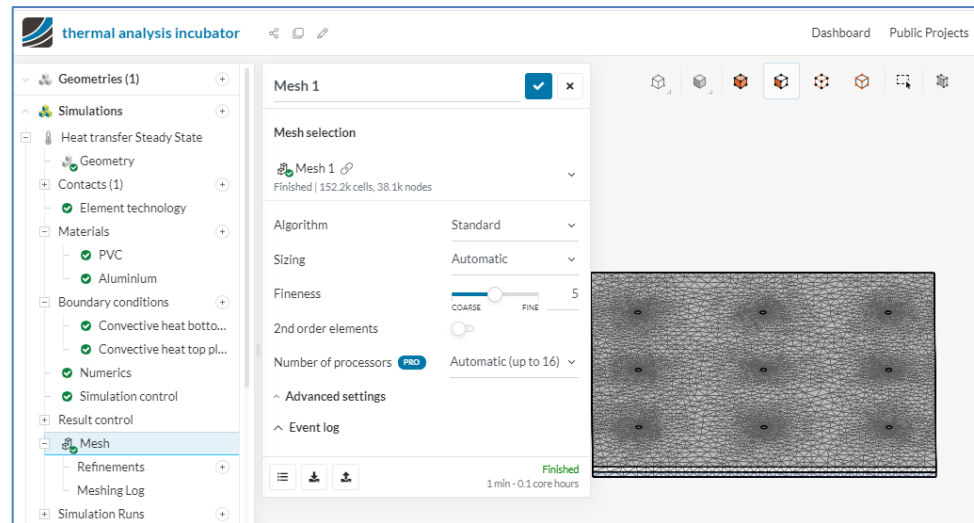 thermal analysis incubator
Dashboard Public Projects
Geometries (1)
Simulations
Heat transfer Steady State
Geometry
Contacts (1)
Element technology
Materials
PVC
Aluminium
Boundary conditions
Convective heat botto...
Convective heat top pl...
Numerics
Simulation control
Result control
Mesh
Refinements
Meshing Log
Simulation Runs
Mesh 1
Mesh selection
Mesh 1
Finished | 152.2k cells, 38.1k nodes
Algorithm Standard
Sizing Automatic
Fineness 5
COARSE FINE
2nd order elements
Number of processors PRO Automatic (up to 16)
Advanced settings
Event log
Finished
1 min - 0.1 core hours